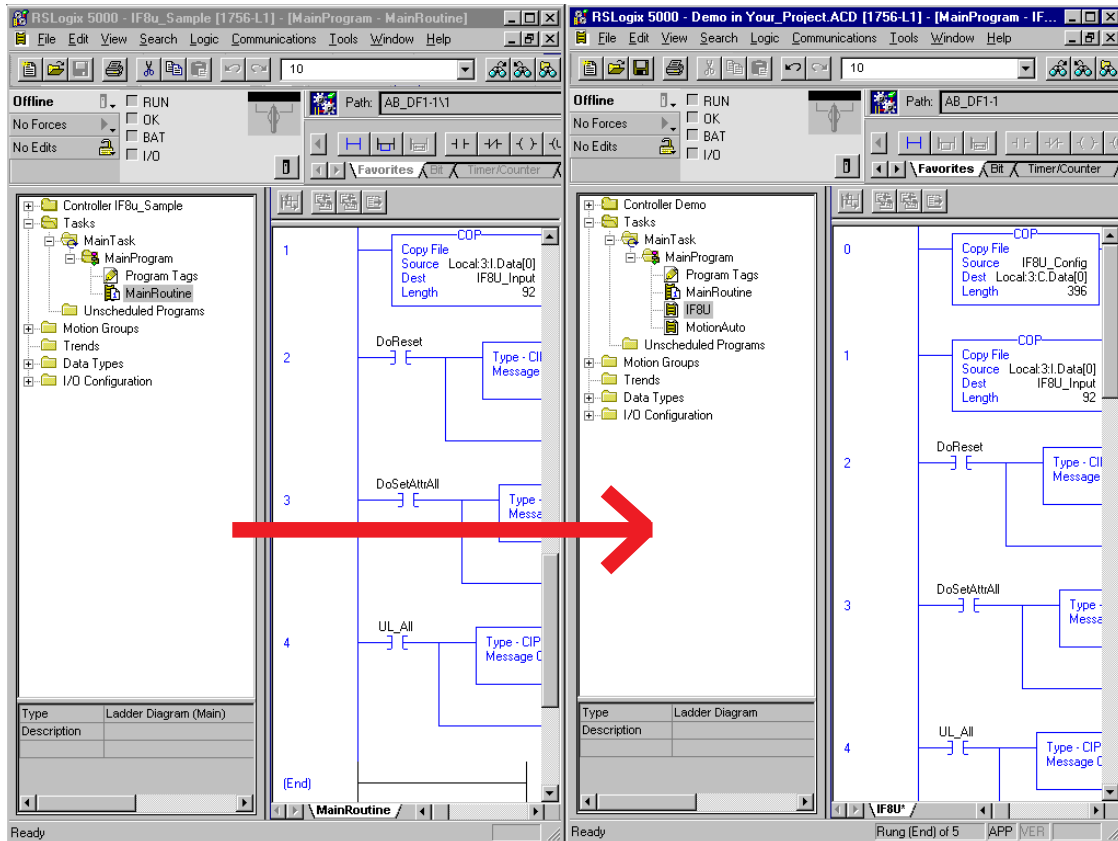 RSLogix 5000 - IF8u_Sample [1756-L1] - [MainProgram - MainRoutine]
File Edit View Search Logic Communications Tools Window Help
10
Offline
No Forces
No Edits
RUN
OK
BAT
I/O
Path: AB_DF1-1\1
Favorites Bit Timer/Counter
Controller IF8u_Sample
Tasks
MainTask
MainProgram
Program Tags
MainRoutine
Unscheduled Programs
Motion Groups
Trends
Data Types
I/O Configuration
Type Ladder Diagram (Main)
Description
1
COP
Copy File
Source Local:3:I.Data[0]
Dest IF8U_Input
Length 92
2
DoReset
Type - CI
Message
3
DoSetAttrAll
Type -
Messa
4
UL_All
Type - CIP
Message C
(End)
MainRoutine
Ready
RSLogix 5000 - Demo in Your_Project.ACD [1756-L1] - [MainProgram - IF...
File Edit View Search Logic Communications Tools Window Help
10
Offline
No Forces
No Edits
RUN
OK
BAT
I/O
Path: AB_DF1-1
Favorites Bit Timer/Counter
Controller Demo
Tasks
MainTask
MainProgram
Program Tags
MainRoutine
IF8U
MotionAuto
Unscheduled Programs
Motion Groups
Trends
Data Types
I/O Configuration
Type Ladder Diagram
Description
0
COP
Copy File
Source IF8U_Config
Dest Local:3:C.Data[0]
Length 396
1
COP
Copy File
Source Local:3:I.Data[0]
Dest IF8U_Input
Length 92
2
DoReset
Type - CI
Message
3
DoSetAttrAll
Type -
Messa
4
UL_All
Type - CIP
Message C
IF8U*
Ready
Rung (End) of 5 APP VER